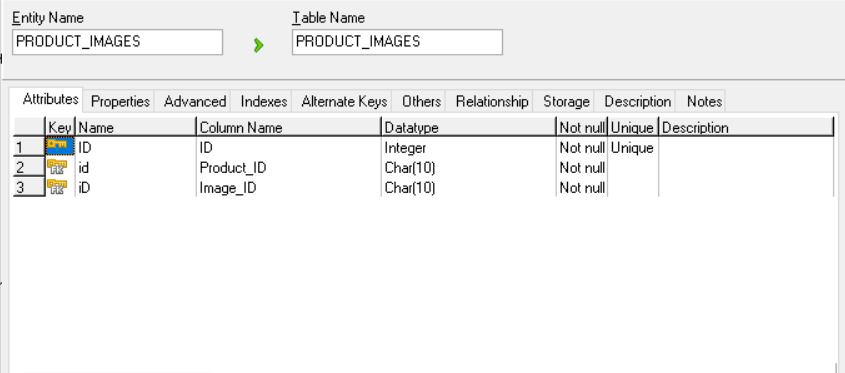 Entity Name Table Name
PRODUCT_IMAGES PRODUCT_IMAGES
Attributes Properties Advanced Indexes Alternate Keys Others Relationship Storage Description Notes
Key Name Column Name Datatype Not null Unique Description
1 ID ID Integer Not null Unique
2 id Product_ID Char(10) Not null
3 iD Image_ID Char(10) Not null